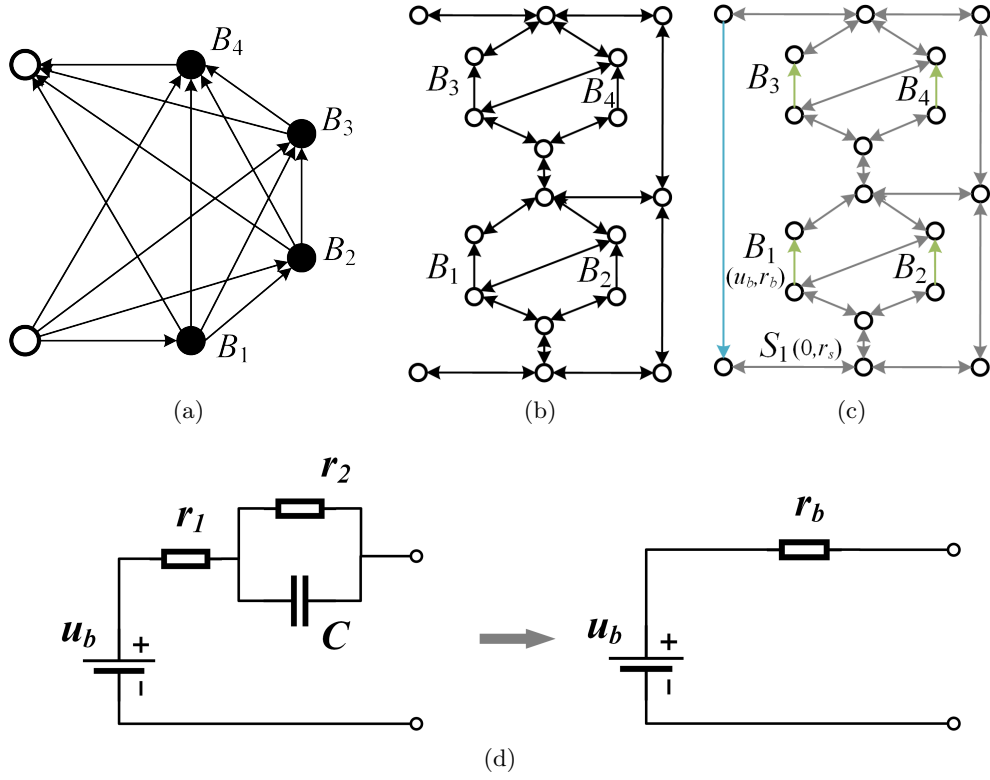 B4
B3
B2
B1
(a)
B3
B4
B1
B2
(b)
B3
B4
B1
(ub,rb)
B2
S1(0,rs)
(c)
r2
r1
C
ub
+
−
rb
ub
+
−
(d)